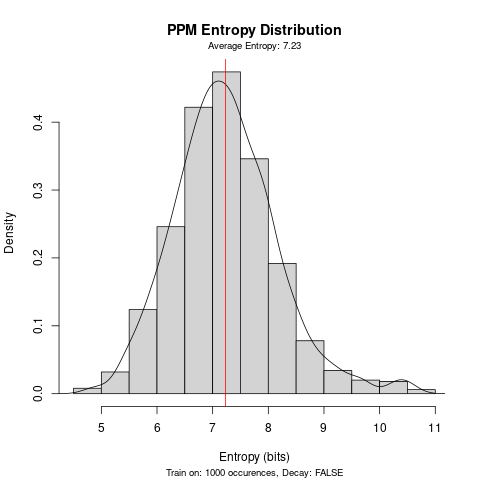 PPM Entropy Distribution
Average Entropy: 7.23
Density
0.4
0.3
0.2
0.1
0.0
5 6 7 8 9 10 11
Entropy (bits)
Train on: 1000 occurences, Decay: FALSE